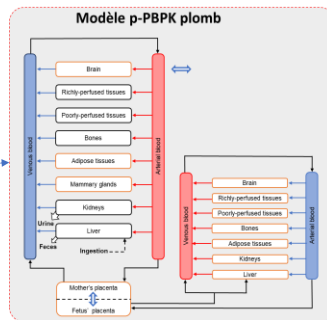 Modèle p-PBPK plomb
Venous blood
Brain
Richly-perfused tissues
Poorly-perfused tissues
Bones
Adipose tissues
Mammary glands
Kidneys
Urine
Liver
Feces
Ingestion
Arterial blood
Mother's placenta
Fetus' placenta
Venous blood
Brain
Richly-perfused tissues
Poorly-perfused tissues
Bones
Adipose tissues
Kidneys
Liver
Arterial blood